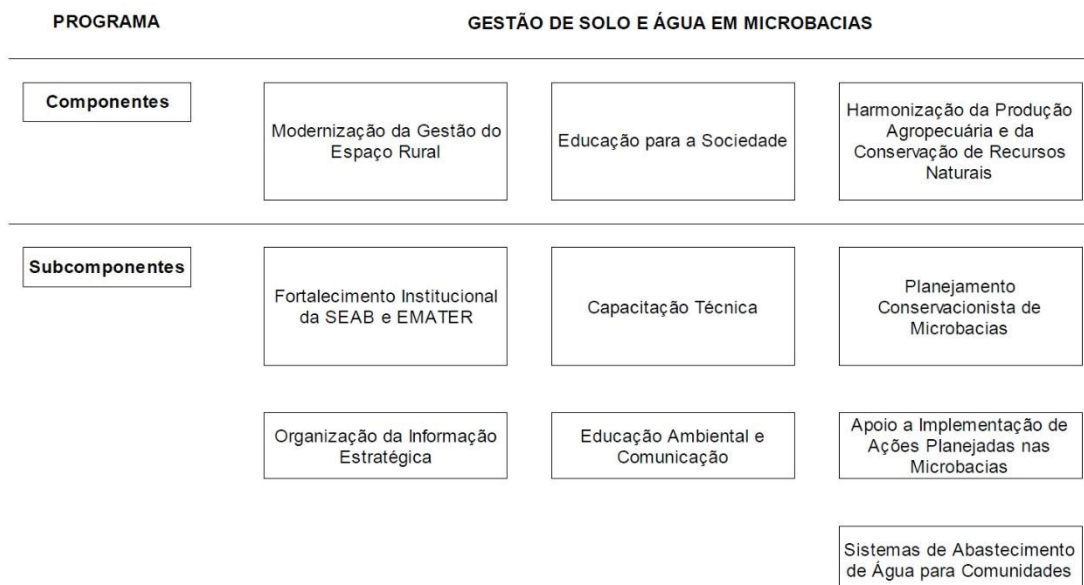 PROGRAMA
GESTÃO DE SOLO E ÁGUA EM MICROBACIAS
Componentes
Modernização da Gestão do
Espaço Rural
Educação para a Sociedade
Harmonização da Produção
Agropecuária e da
Conservação de Recursos
Naturais
Subcomponentes
Fortalecimento Institucional
da SEAB e EMATER
Capacitação Técnica
Planejamento
Conservacionista de
Microbacias
Organização da Informação
Estratégica
Educação Ambiental e
Comunicação
Apoio a Implementação de
Ações Planejadas nas
Microbacias
Sistemas de Abastecimento
de Água para Comunidades